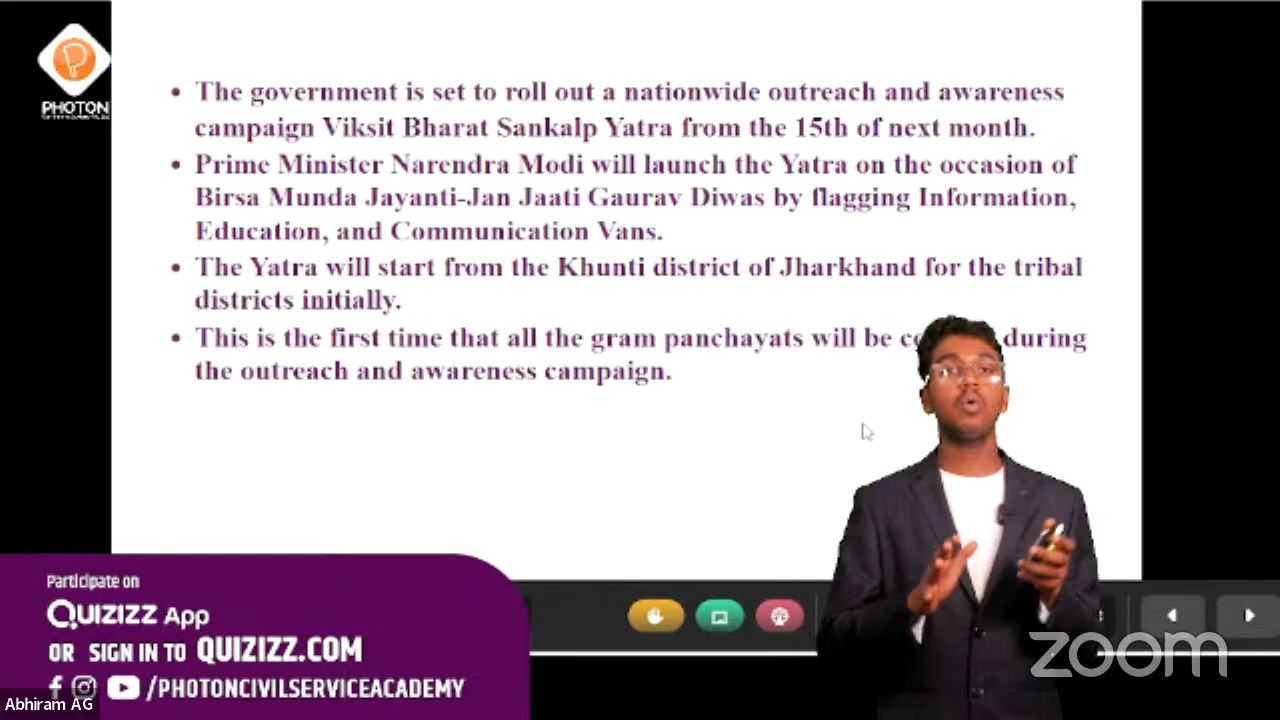 PHOTON
• The government is set to roll out a nationwide outreach and awareness
campaign Viksit Bharat Sankalp Yatra from the 15th of next month.
• Prime Minister Narendra Modi will launch the Yatra on the occasion of
Birsa Munda Jayanti-Jan Jaati Gaurav Diwas by flagging Information,
Education, and Communication Vans.
• The Yatra will start from the Khunti district of Jharkhand for the tribal
districts initially.
• This is the first time that all the gram panchayats will be during
the outreach and awareness campaign.
Participate on
QUIZIZZ App
OR SIGN IN TO QUIZIZZ.COM
/PHOTONCIVILSERVICEACADEMY
Abhiram AG
zoom